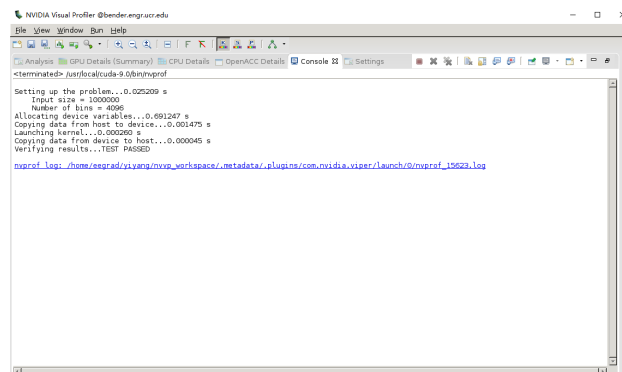 NVIDIA Visual Profiler @bender.engr.ucr.edu
File View Window Run Help
Analysis GPU Details (Summary) CPU Details OpenACC Details Console Settings
<terminated> /usr/local/cuda-9.0/bin/nvprof
Setting up the problem...0.025209 s
Input size = 1000000
Number of bins = 4096
Allocating device variables...0.691247 s
Copying data from host to device...0.001475 s
Launching kernel...0.000260 s
Copying data from device to host...0.000045 s
Verifying results...TEST PASSED
nvprof log: /home/eegrad/yiyang/nvvp_workspace/.metadata/.plugins/com.nvidia.viper/launch/0/nvprof_15623.log